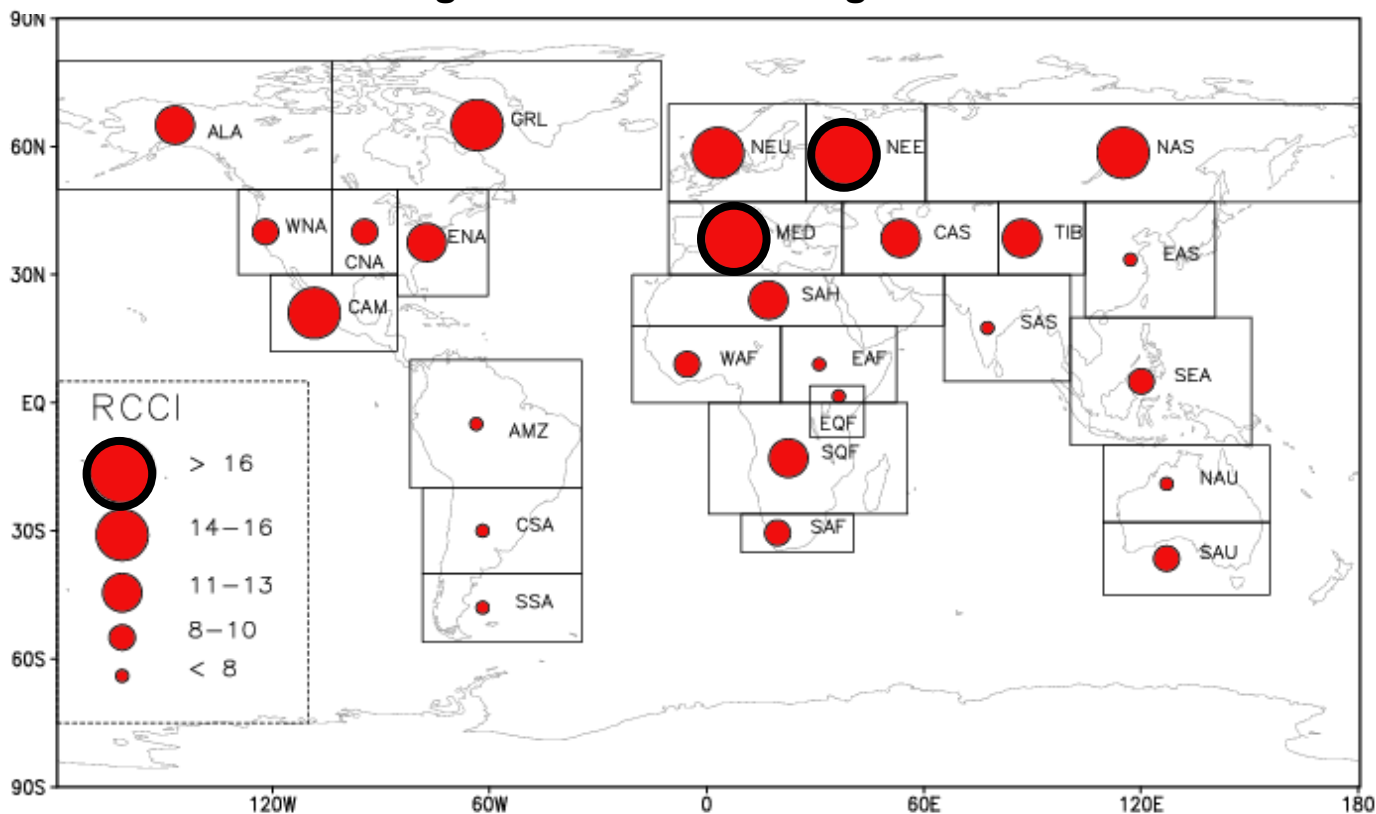 90N
60N
30N
EQ
30S
60S
90S
120W
60W
0
60E
120E
180
ALA
GRL
NEU
NEE
NAS
WNA
CNA
ENA
MED
CAS
TIB
EAS
CAM
SAH
SAS
WAF
EAF
SEA
AMZ
EQF
SQF
CSA
SAF
NAU
SAU
SSA
RCCI
> 16
14-16
11-13
8-10
< 8